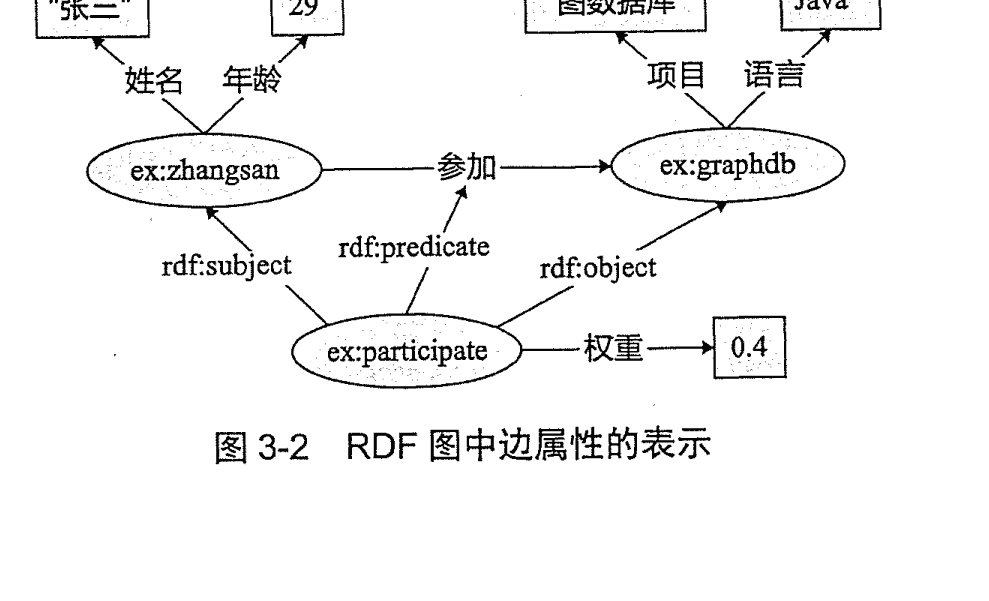 "张三" 29 图数据库 Java
姓名 年龄 项目 语言
ex:zhangsan 参加 ex:graphdb
rdf:subject rdf:predicate rdf:object
ex:participate 权重 0.4
图 3-2 RDF 图中边属性的表示